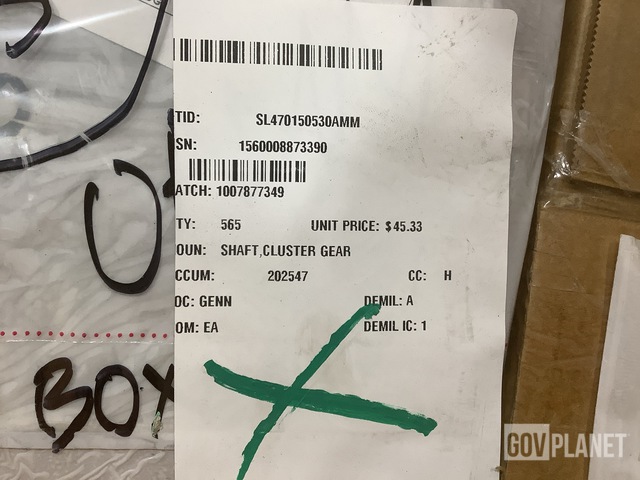 TID: SL470150530AMM
SN: 1560008873390
ATCH: 1007877349
TY: 565 UNIT PRICE: $45.33
OUN: SHAFT,CLUSTER GEAR
CCUM: 202547 CC: H
OC: GENN DEMIL: A
OM: EA DEMIL IC: 1
BOX
GOVPLANET